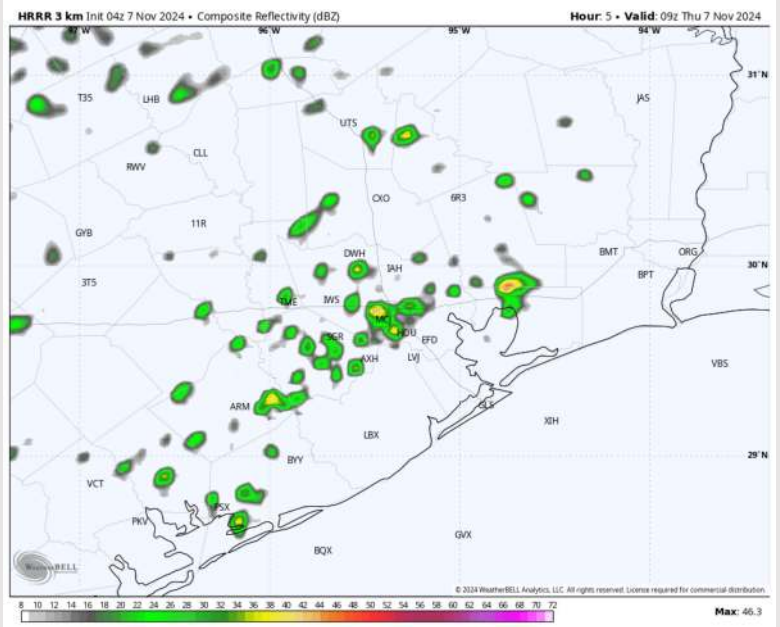 HRRR 3 km Init 04z 7 Nov 2024 • Composite Reflectivity (dBZ) Hour: 5 • Valid: 09z Thu 7 Nov 2024
97°W 96°W 95°W 94°W
31°N
T35 LHB JAS
UTS
CLL
RWV
CXO 6R3
11R
GYB
DWH BMT ORG
IAH 30°N
BPT
3T5
TME IWS
MCJ
HOU
SGR EFD
AXH LVJ
VBS
ARM GLS
XIH
LBX
29°N
BYY
VCT
PSX
PKV
GVX
BQX
WeatherBELL
© 2024 WeatherBELL Analytics, LLC All rights reserved. License required for commercial distribution.
8 10 12 14 16 18 20 22 24 26 28 30 32 34 36 38 40 42 44 46 48 50 52 54 56 58 60 62 64 66 68 70 72
Max: 46.3